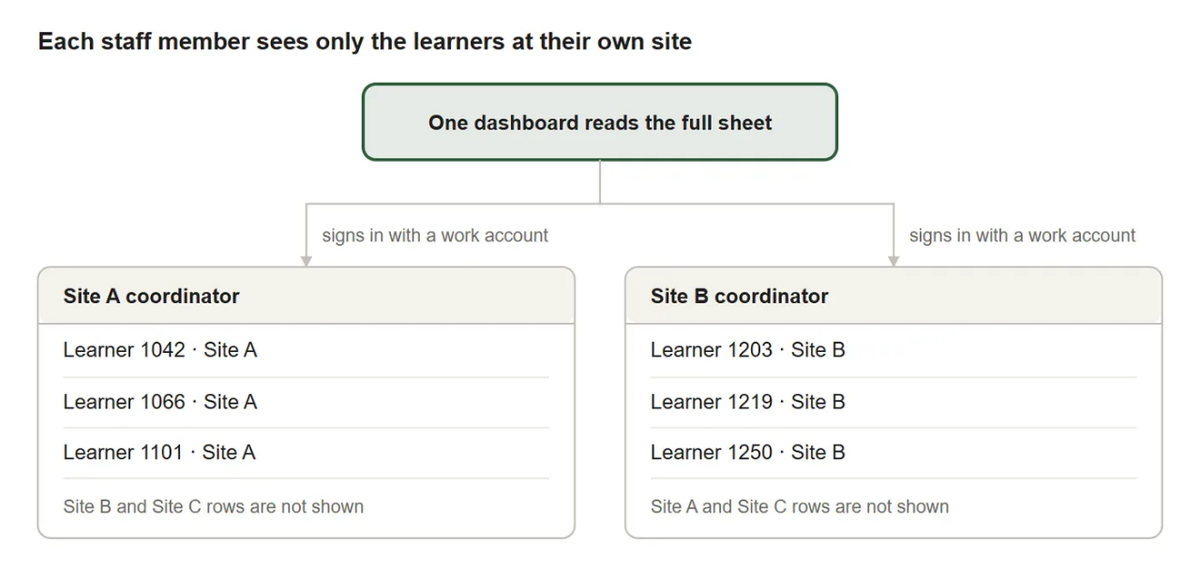 Each staff member sees only the learners at their own site
One dashboard reads the full sheet
signs in with a work account
signs in with a work account
Site A coordinator
Learner 1042 · Site A
Learner 1066 · Site A
Learner 1101 · Site A
Site B and Site C rows are not shown
Site B coordinator
Learner 1203 · Site B
Learner 1219 · Site B
Learner 1250 · Site B
Site A and Site C rows are not shown